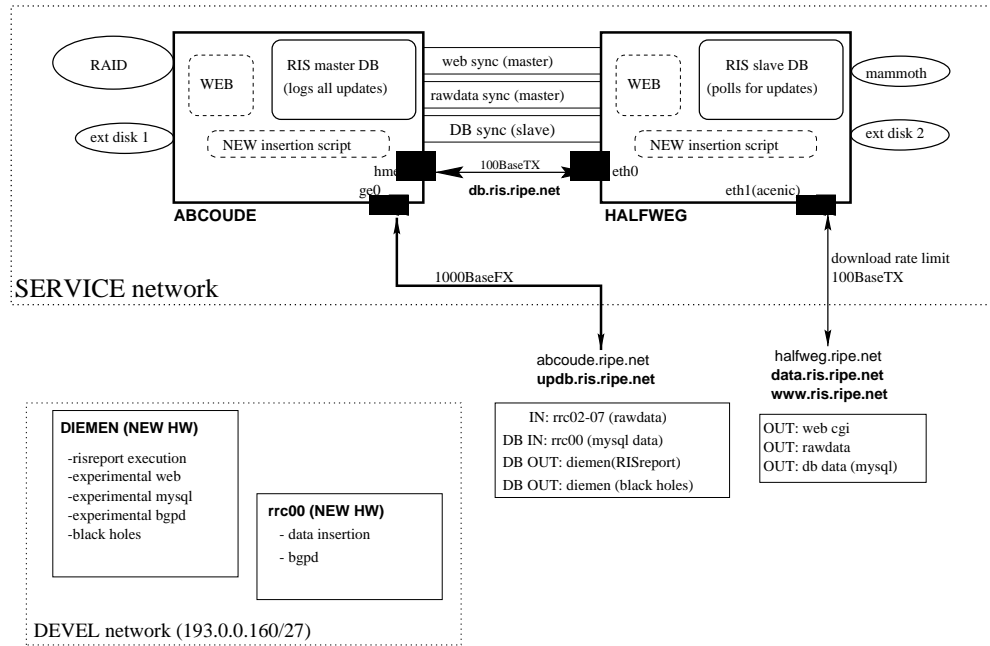 RAID
ext disk 1
WEB
RIS master DB
(logs all updates)
NEW insertion script
hme
ge0
ABCOUDE
web sync (master)
rawdata sync (master)
DB sync (slave)
100BaseTX
db.ris.ripe.net
WEB
RIS slave DB
(polls for updates)
NEW insertion script
eth0
eth1(acenic)
HALFWEG
mammoth
ext disk 2
SERVICE network
1000BaseFX
download rate limit
100BaseTX
abcoude.ripe.net
updb.ris.ripe.net
IN: rrc02-07 (rawdata)
DB IN: rrc00 (mysql data)
DB OUT: diemen(RISreport)
DB OUT: diemen (black holes)
halfweg.ripe.net
data.ris.ripe.net
www.ris.ripe.net
OUT: web cgi
OUT: rawdata
OUT: db data (mysql)
DIEMEN (NEW HW)
-risreport execution
-experimental web
-experimental mysql
-experimental bgpd
-black holes
rrc00 (NEW HW)
- data insertion
- bgpd
DEVEL network (193.0.0.160/27)